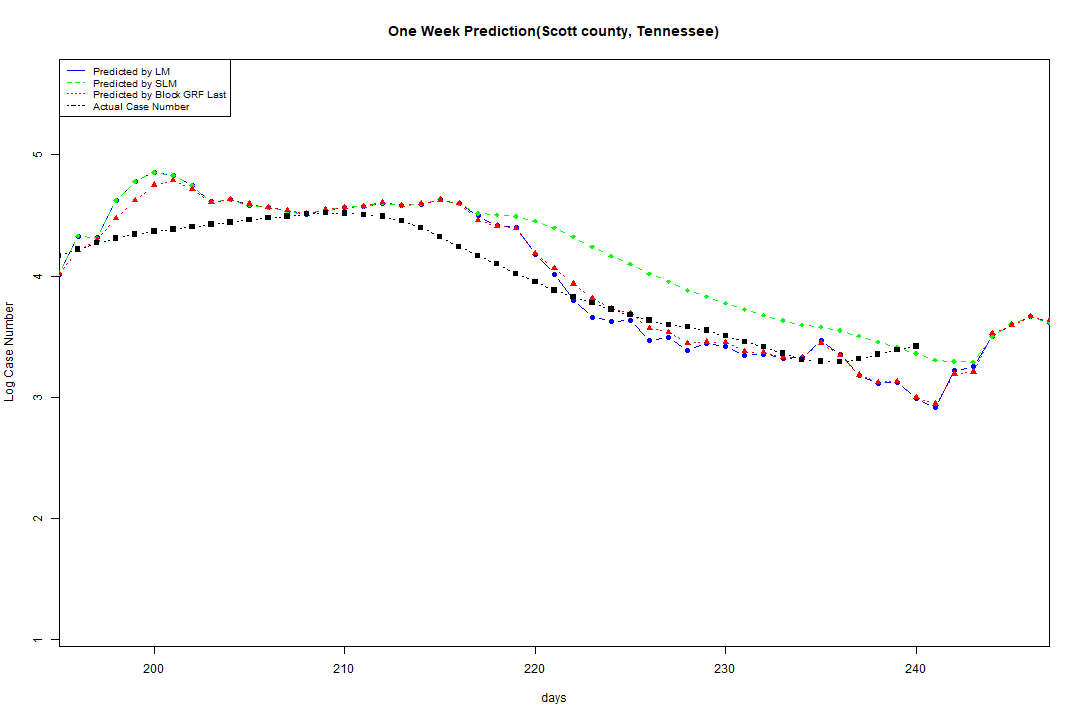 One Week Prediction(Scott county, Tennessee)
Predicted by LM
Predicted by SLM
Predicted by Block GRF Last
Actual Case Number
5
4
3
2
1
Log Case Number
200 210 220 230 240
days